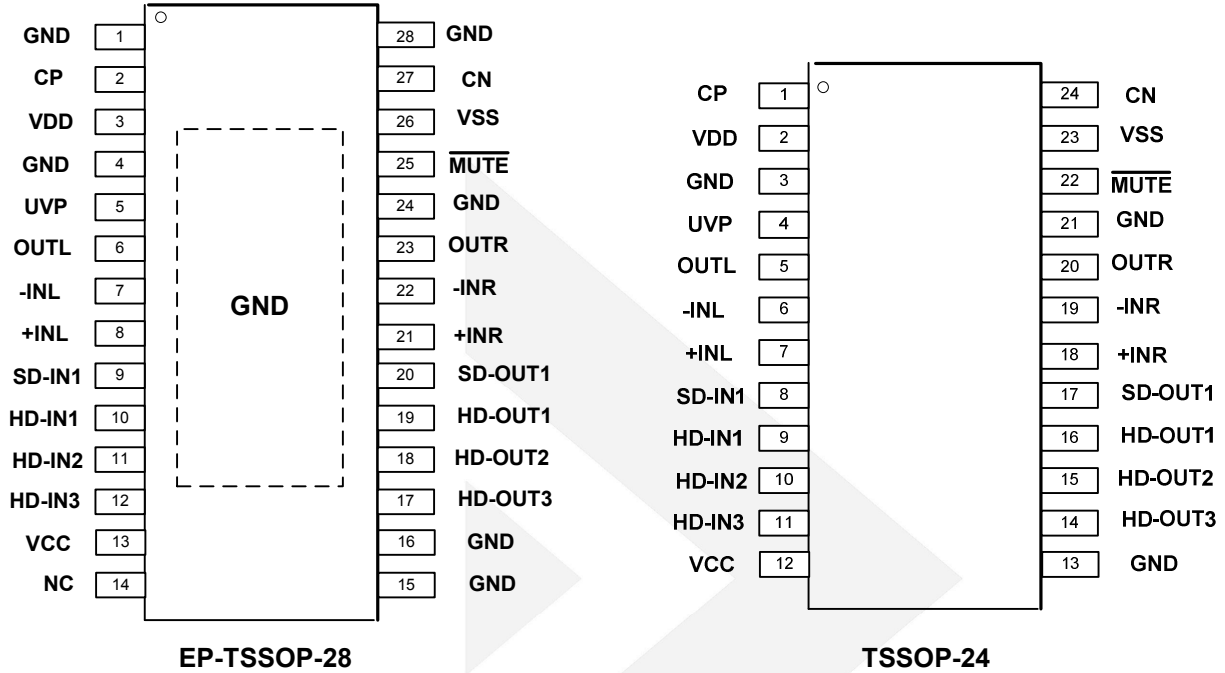 GND 1 28 GND
CP 2 27 CN
VDD 3 26 VSS
GND 4 25 MUTE
UVP 5 24 GND
OUTL 6 23 OUTR
-INL 7 22 -INR
GND
+INL 8 21 +INR
SD-IN1 9 20 SD-OUT1
HD-IN1 10 19 HD-OUT1
HD-IN2 11 18 HD-OUT2
HD-IN3 12 17 HD-OUT3
VCC 13 16 GND
NC 14 15 GND
EP-TSSOP-28
CP 1 24 CN
VDD 2 23 VSS
GND 3 22 MUTE
UVP 4 21 GND
OUTL 5 20 OUTR
-INL 6 19 -INR
+INL 7 18 +INR
SD-IN1 8 17 SD-OUT1
HD-IN1 9 16 HD-OUT1
HD-IN2 10 15 HD-OUT2
HD-IN3 11 14 HD-OUT3
VCC 12 13 GND
TSSOP-24